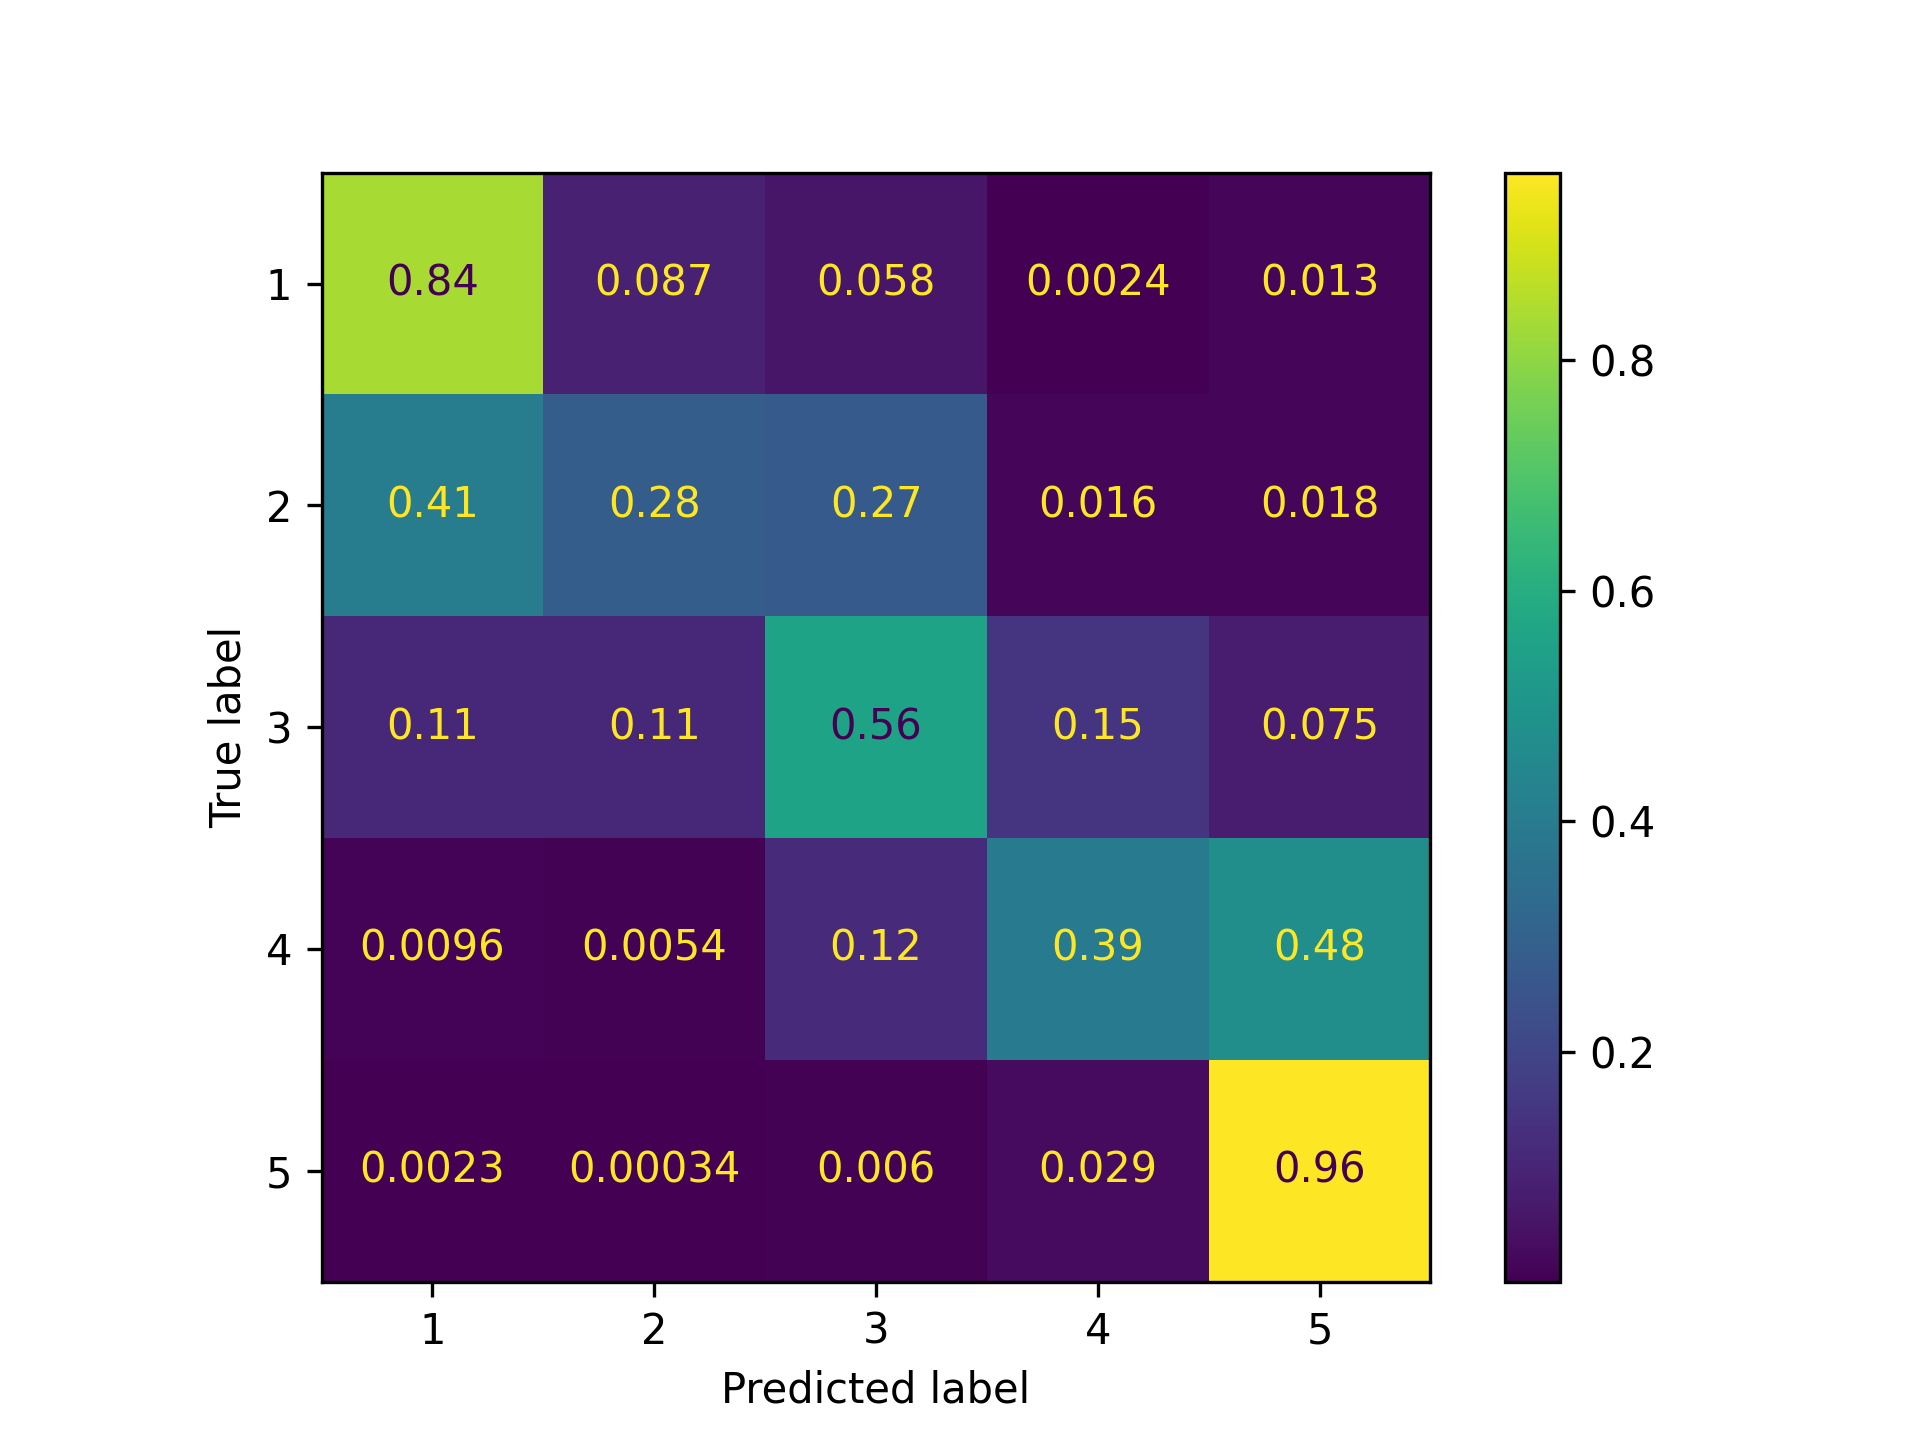 1 0.84 0.087 0.058 0.0024 0.013 0.8
2 0.41 0.28 0.27 0.016 0.018 0.6
True label
3 0.11 0.11 0.56 0.15 0.075 0.4
4 0.0096 0.0054 0.12 0.39 0.48 0.2
5 0.0023 0.00034 0.006 0.029 0.96
1 2 3 4 5
Predicted label